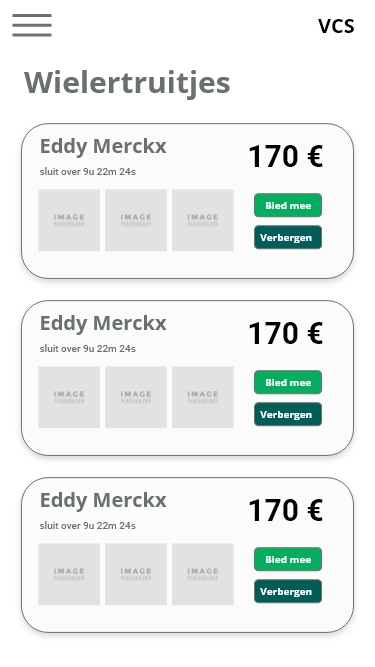 VCS
Wielertruitjes
Eddy Merckx
170 €
sluit over 9u 22m 24s
IMAGE PLACEHOLDER
IMAGE PLACEHOLDER
IMAGE PLACEHOLDER
Bied mee
Verbergen
Eddy Merckx
170 €
sluit over 9u 22m 24s
IMAGE PLACEHOLDER
IMAGE PLACEHOLDER
IMAGE PLACEHOLDER
Bied mee
Verbergen
Eddy Merckx
170 €
sluit over 9u 22m 24s
IMAGE PLACEHOLDER
IMAGE PLACEHOLDER
IMAGE PLACEHOLDER
Bied mee
Verbergen